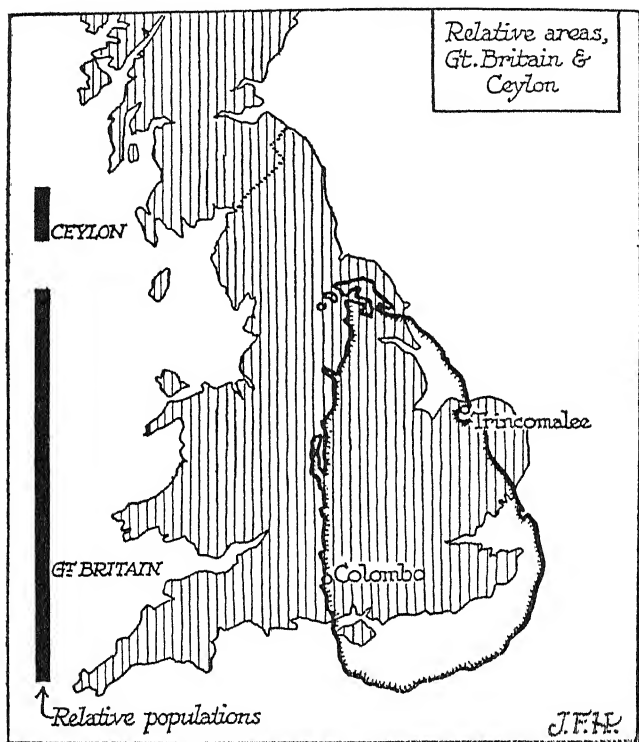 Relative areas,
Gt. Britain &
Ceylon
CEYLON
Trincomalee
GT BRITAIN
Colombo
Relative populations
J.F.H.